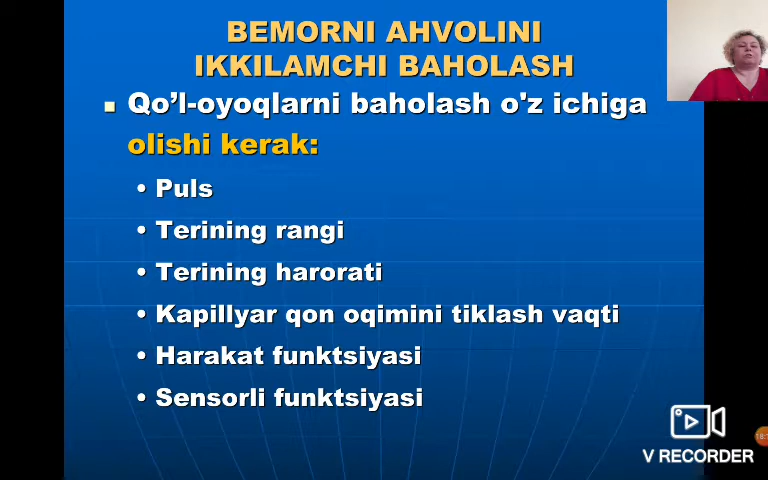 BEMORNI AHVOLINI
IKKILAMCHI BAHOLASH
Qo’l-oyoqlarni baholash o'z ichiga
olishi kerak:
• Puls
• Terining rangi
• Terining harorati
• Kapillyar qon oqimini tiklash vaqti
• Harakat funktsiyasi
• Sensorli funktsiyasi
V RECORDER